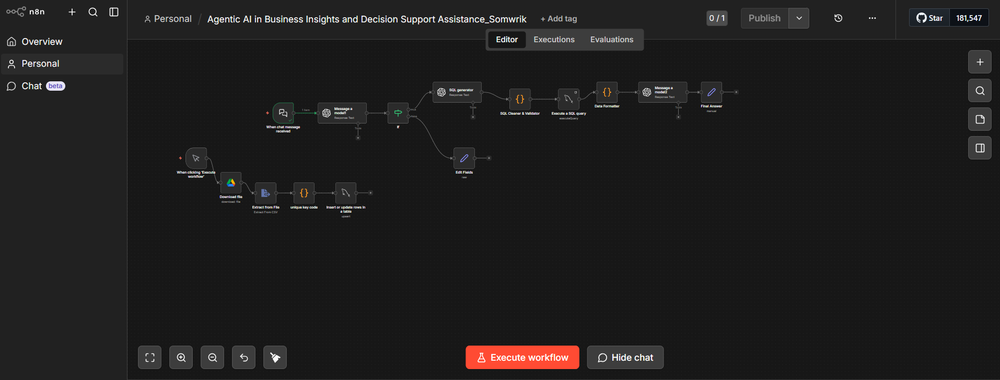 n8n
Overview
Personal
Chat beta
Personal / Agentic AI in Business Insights and Decision Support Assistance_Somwrik + Add tag
0 / 1
Publish
Star 181,547
Editor Executions Evaluations
When chat message
received
1 item
Message a
model1
Response Text
Tools
If
true
false
SQL generator
Response Text
Tools
SQL Cleaner & Validator
Execute a SQL query
executeQuery
Data Formatter
Message a
model2
Response Text
Tools
Final Answer
manual
Edit Fields
raw
When clicking 'Execute
workflow'
Download file
download: file
Extract from File
Extract From CSV
unique key code
Insert or update rows in
a table
upsert
Execute workflow
Hide chat